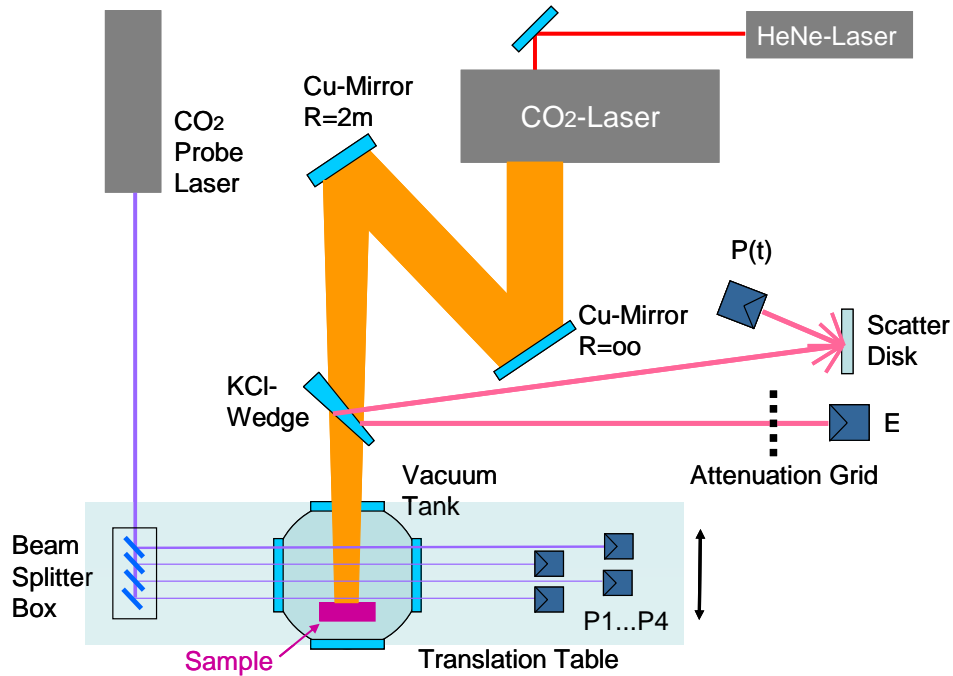 HeNe-Laser
Cu-Mirror
R=2m
CO2-Laser
CO2
Probe
Laser
P(t)
Cu-Mirror
R=oo
Scatter
Disk
KCl-
Wedge
E
Attenuation Grid
Vacuum
Tank
Beam
Splitter
Box
P1...P4
Sample
Translation Table